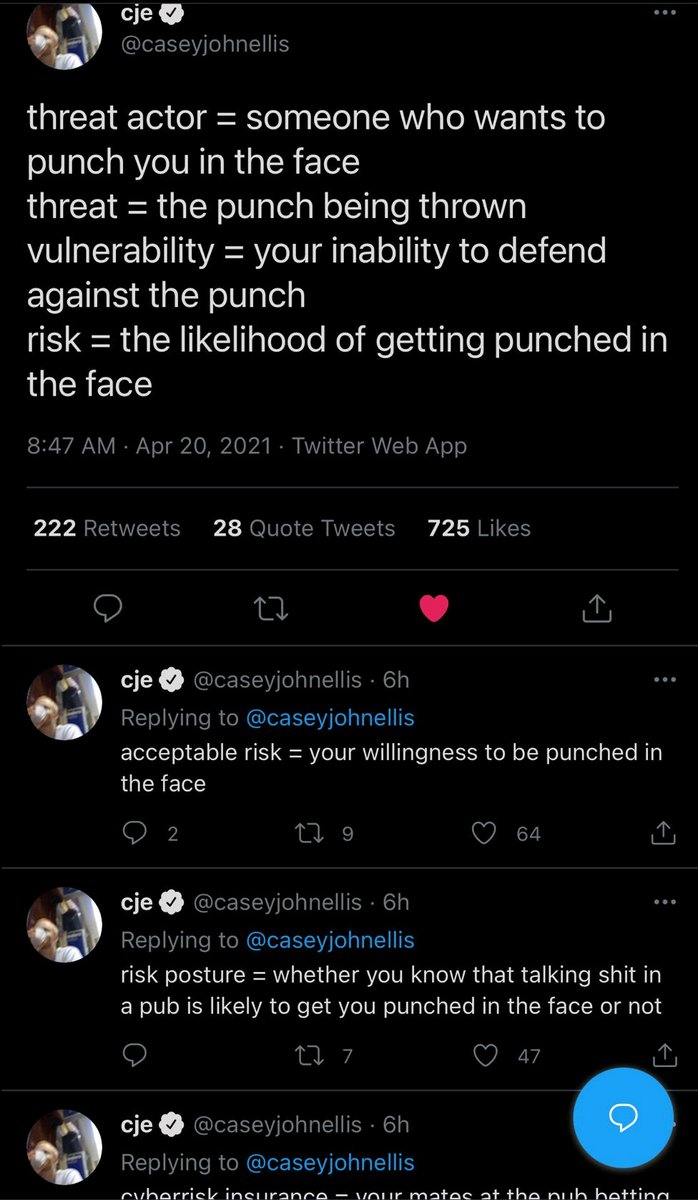 cje
@caseyjohnellis
threat actor = someone who wants to
punch you in the face
threat = the punch being thrown
vulnerability = your inability to defend
against the punch
risk = the likelihood of getting punched in
the face
8:47 AM · Apr 20, 2021 · Twitter Web App
222 Retweets 28 Quote Tweets 725 Likes
cje @caseyjohnellis · 6h
Replying to @caseyjohnellis
acceptable risk = your willingness to be punched in
the face
2 9 64
cje @caseyjohnellis · 6h
Replying to @caseyjohnellis
risk posture = whether you know that talking shit in
a pub is likely to get you punched in the face or not
7 47
cje @caseyjohnellis · 6h
Replying to @caseyjohnellis
cyberrisk insurance = your mates at the pub betting